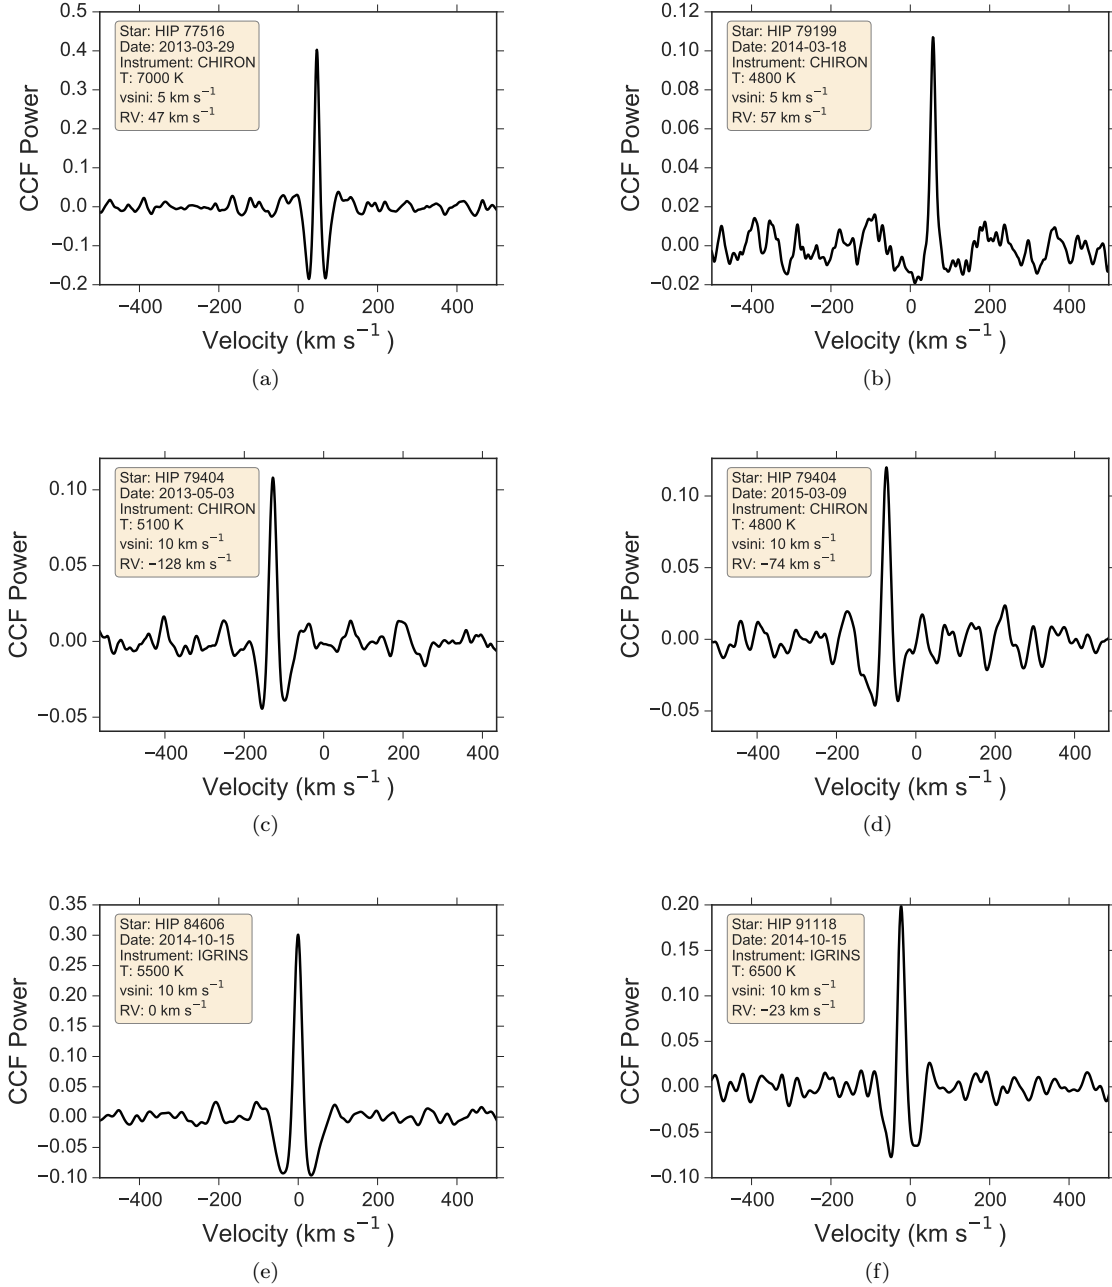 0.5
0.4
0.3
0.2
0.1
0.0
−0.1
−0.2
CCF Power
Star: HIP 77516
Date: 2013-03-29
Instrument: CHIRON
T: 7000 K
vsini: 5 km s−1
RV: 47 km s−1
−400 −200 0 200 400
Velocity (km s−1 )
(a)
0.12
0.10
0.08
0.06
0.04
0.02
0.00
−0.02
CCF Power
Star: HIP 79199
Date: 2014-03-18
Instrument: CHIRON
T: 4800 K
vsini: 5 km s−1
RV: 57 km s−1
−400 −200 0 200 400
Velocity (km s−1 )
(b)
0.10
0.05
0.00
−0.05
CCF Power
Star: HIP 79404
Date: 2013-05-03
Instrument: CHIRON
T: 5100 K
vsini: 10 km s−1
RV: −128 km s−1
−400 −200 0 200 400
Velocity (km s−1 )
(c)
0.10
0.05
0.00
−0.05
CCF Power
Star: HIP 79404
Date: 2015-03-09
Instrument: CHIRON
T: 4800 K
vsini: 10 km s−1
RV: −74 km s−1
−400 −200 0 200 400
Velocity (km s−1 )
(d)
0.35
0.30
0.25
0.20
0.15
0.10
0.05
0.00
−0.05
−0.10
CCF Power
Star: HIP 84606
Date: 2014-10-15
Instrument: IGRINS
T: 5500 K
vsini: 10 km s−1
RV: 0 km s−1
−400 −200 0 200 400
Velocity (km s−1 )
(e)
0.20
0.15
0.10
0.05
0.00
−0.05
−0.10
CCF Power
Star: HIP 91118
Date: 2014-10-15
Instrument: IGRINS
T: 6500 K
vsini: 10 km s−1
RV: −23 km s−1
−400 −200 0 200 400
Velocity (km s−1 )
(f)